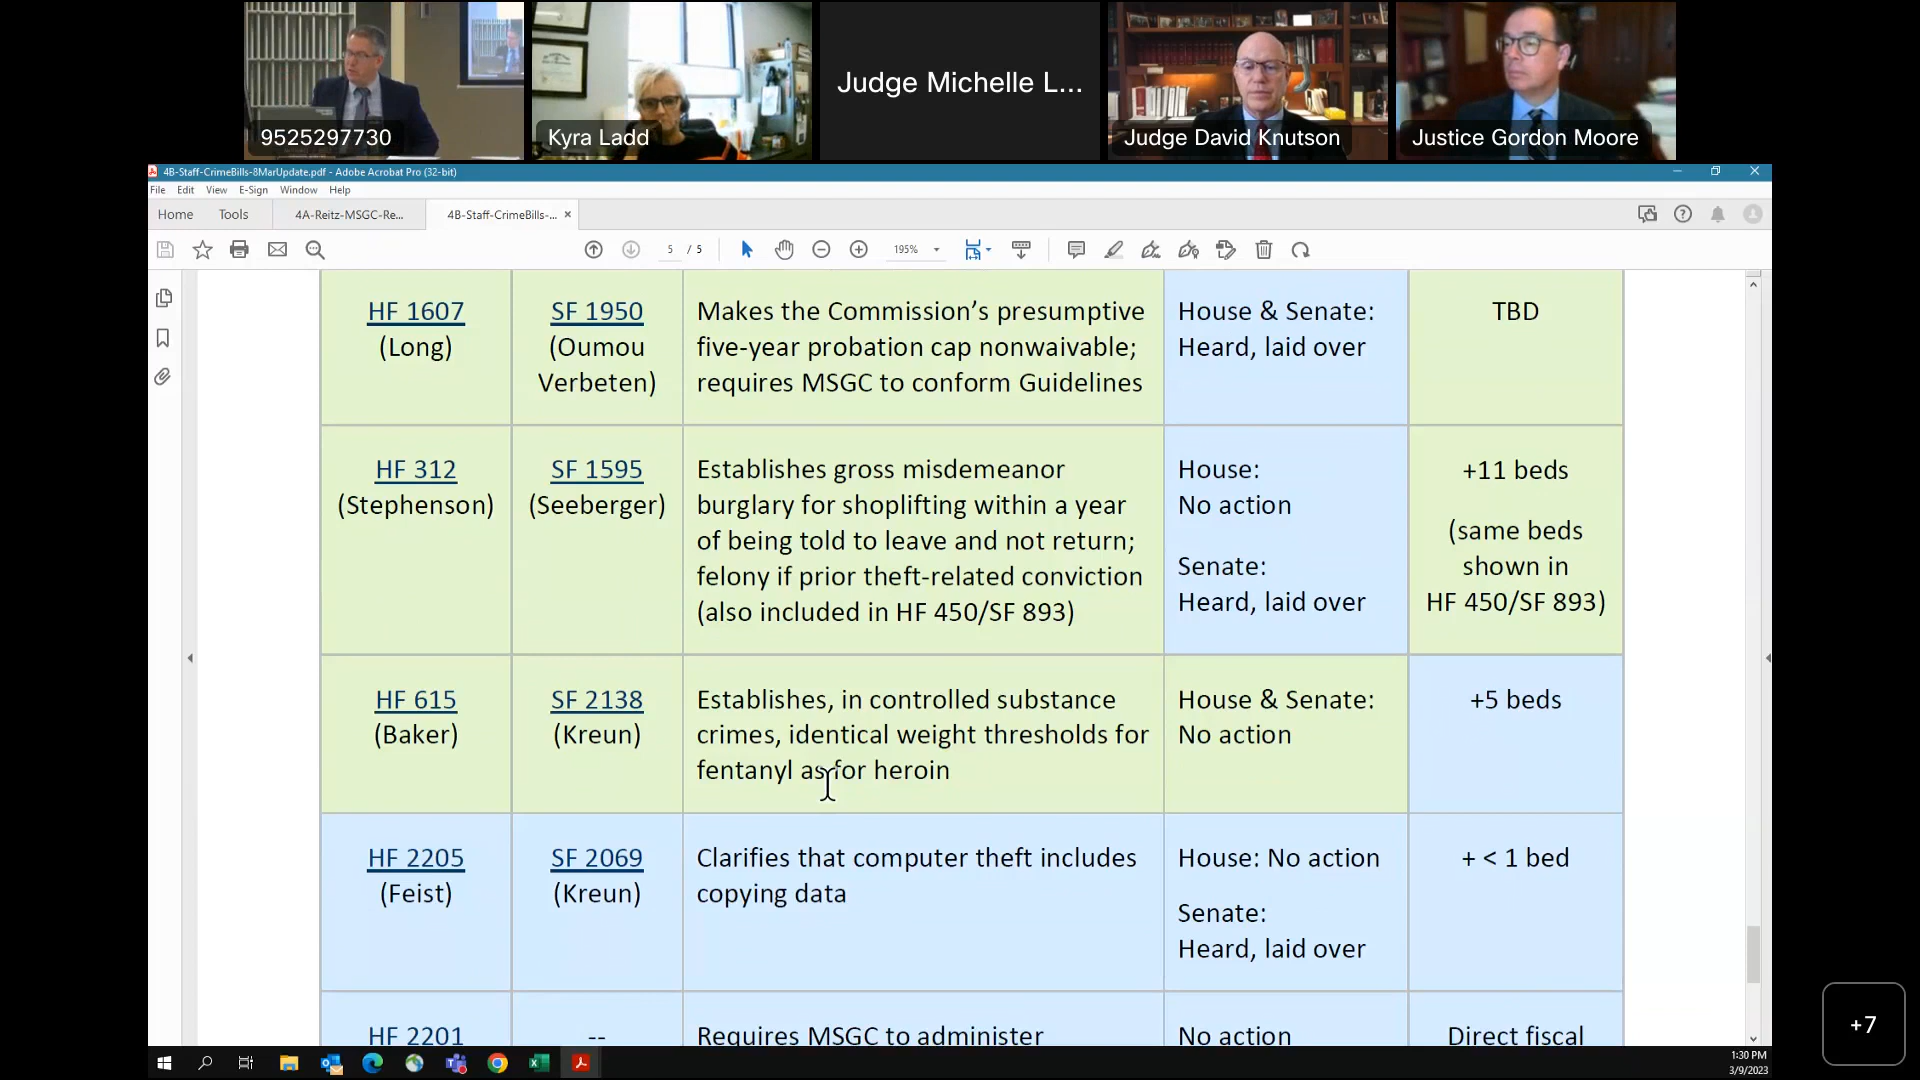 9525297730
Kyra Ladd
Judge Michelle L...
Judge David Knutson
Justice Gordon Moore
4B-Staff-CrimeBills-8MarUpdate.pdf - Adobe Acrobat Pro (32-bit)
File Edit View E-Sign Window Help
Home Tools 4A-Reitz-MSGC-Re... 4B-Staff-CrimeBills-... ×
5 / 5 195%
HF 1607
(Long)
SF 1950
(Oumou
Verbeten)
Makes the Commission’s presumptive
five-year probation cap nonwaivable;
requires MSGC to conform Guidelines
House & Senate:
Heard, laid over
TBD
HF 312
(Stephenson)
SF 1595
(Seeberger)
Establishes gross misdemeanor
burglary for shoplifting within a year
of being told to leave and not return;
felony if prior theft-related conviction
(also included in HF 450/SF 893)
House:
No action
Senate:
Heard, laid over
+11 beds
(same beds
shown in
HF 450/SF 893)
HF 615
(Baker)
SF 2138
(Kreun)
Establishes, in controlled substance
crimes, identical weight thresholds for
fentanyl as for heroin
House & Senate:
No action
+5 beds
HF 2205
(Feist)
SF 2069
(Kreun)
Clarifies that computer theft includes
copying data
House: No action
Senate:
Heard, laid over
+ < 1 bed
HF 2201
--
Requires MSGC to administer
No action
Direct fiscal
+7
1:30 PM
3/9/2023